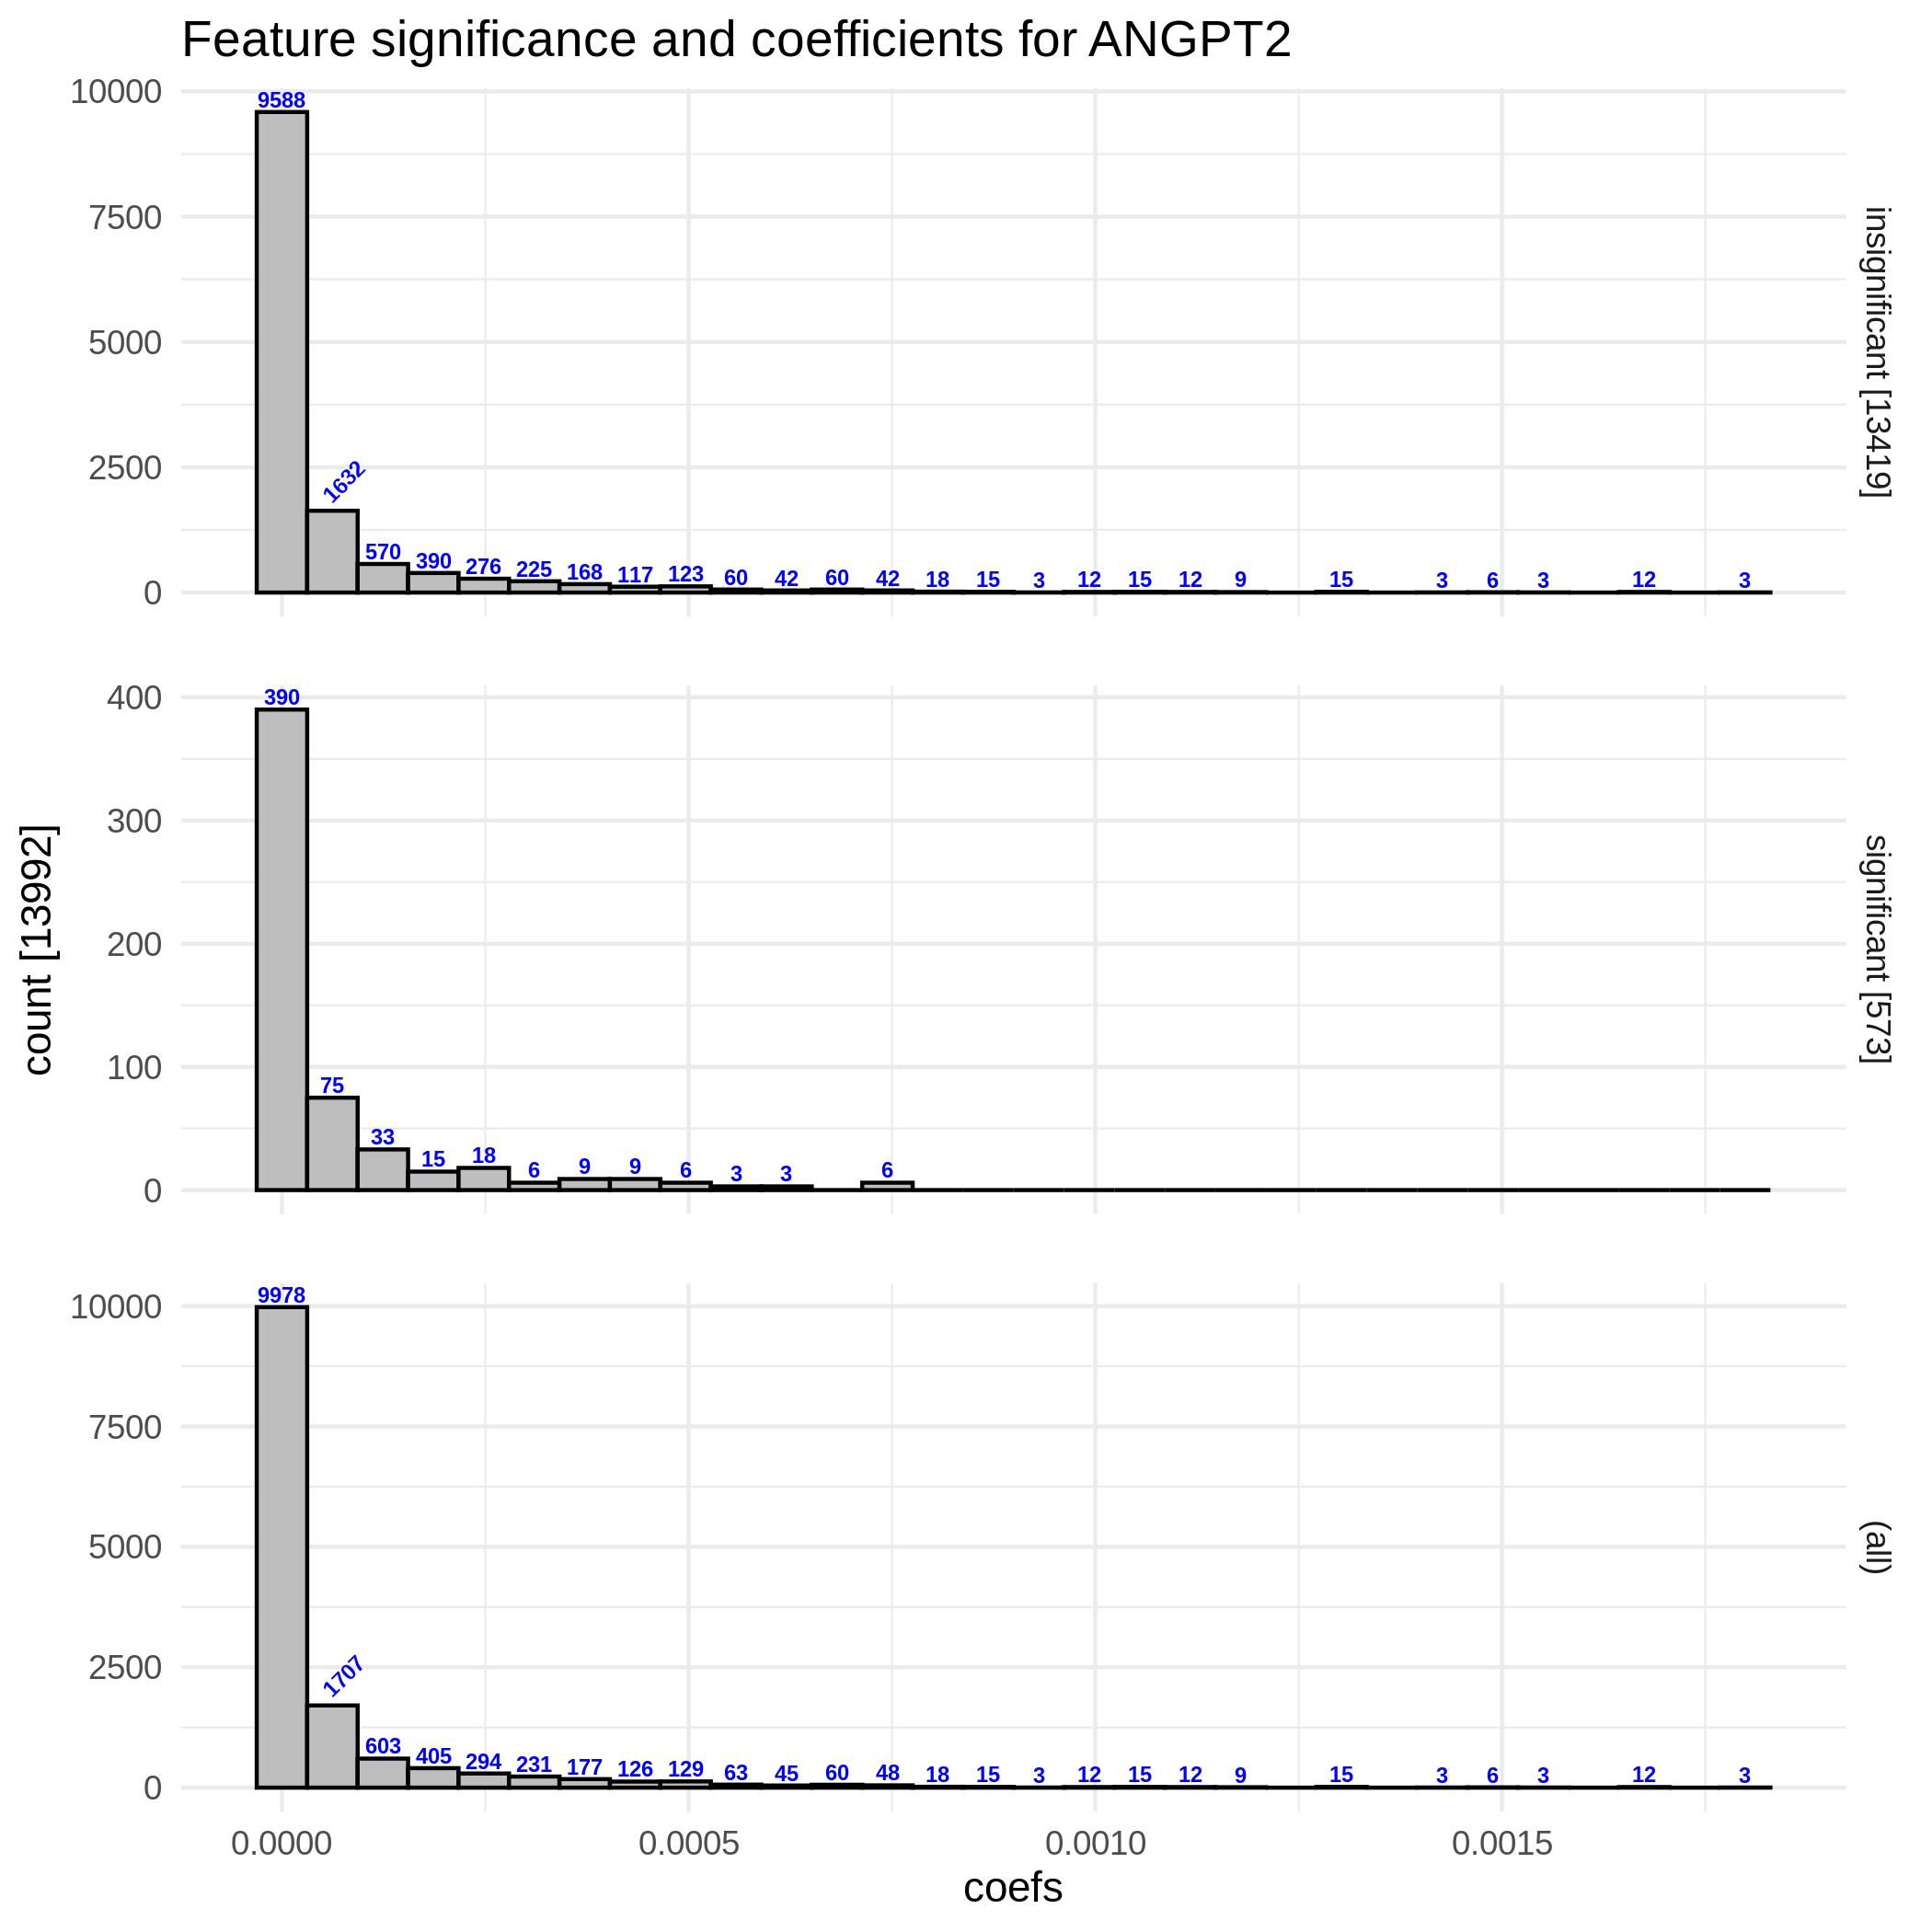 Feature significance and coefficients for ANGPT2
10000
7500
5000
2500
0
9588
1632
570 390 276 225 168 117 123 60 42 60 42 18 15 3 12 15 12 9 15 3 6 3 12 3
insignificant [13419]
count [13992]
400
300
200
100
0
390
75
33
15 18 6 9 9 6 3 3 6
significant [573]
10000
7500
5000
2500
0
9978
1707
603 405 294 231 177 126 129 63 45 60 48 18 15 3 12 15 12 9 15 3 6 3 12 3
(all)
0.0000 0.0005 0.0010 0.0015
coefs